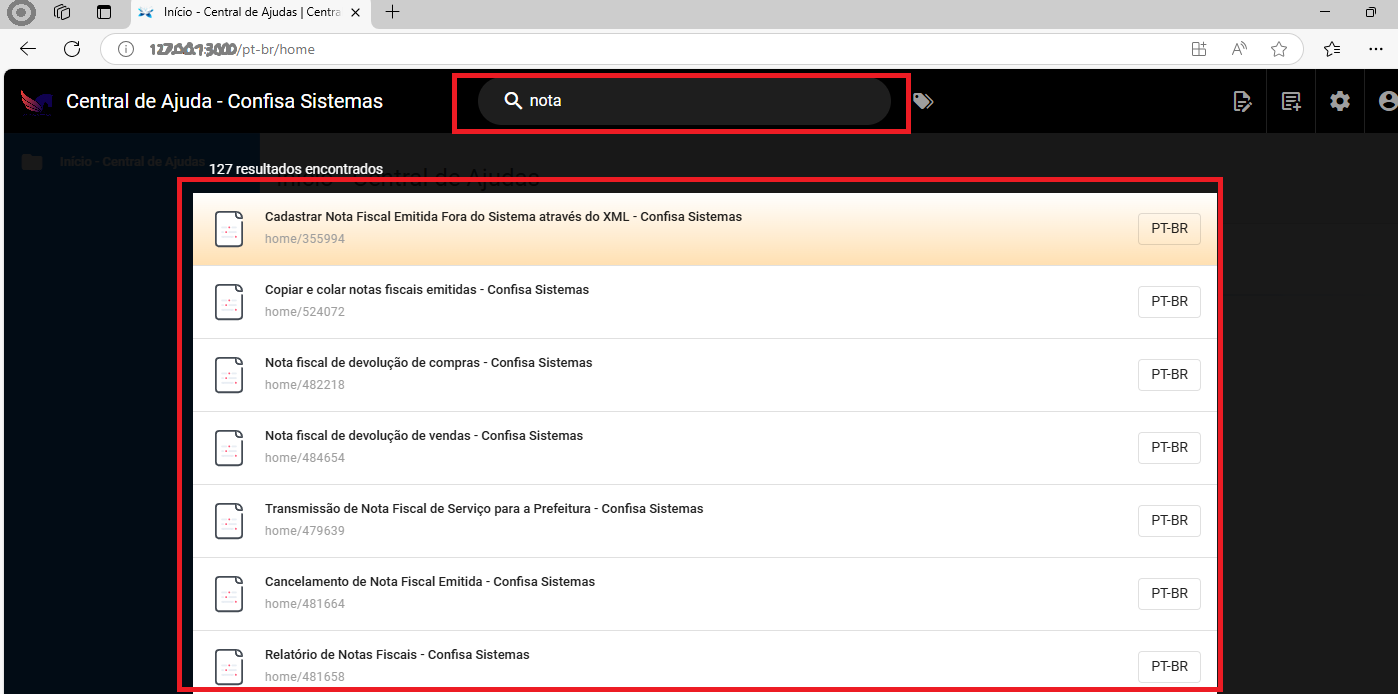 Início - Central de Ajudas | Centra
/pt-br/home
Central de Ajuda - Confisa Sistemas
nota
Início - Central de Ajudas
127 resultados encontrados
Início - Central de Ajudas
Cadastrar Nota Fiscal Emitida Fora do Sistema através do XML - Confisa Sistemas
home/355994
PT-BR
Copiar e colar notas fiscais emitidas - Confisa Sistemas
home/524072
PT-BR
Nota fiscal de devolução de compras - Confisa Sistemas
home/482218
PT-BR
Nota fiscal de devolução de vendas - Confisa Sistemas
home/484654
PT-BR
Transmissão de Nota Fiscal de Serviço para a Prefeitura - Confisa Sistemas
home/479639
PT-BR
Cancelamento de Nota Fiscal Emitida - Confisa Sistemas
home/481664
PT-BR
Relatório de Notas Fiscais - Confisa Sistemas
home/481658
PT-BR